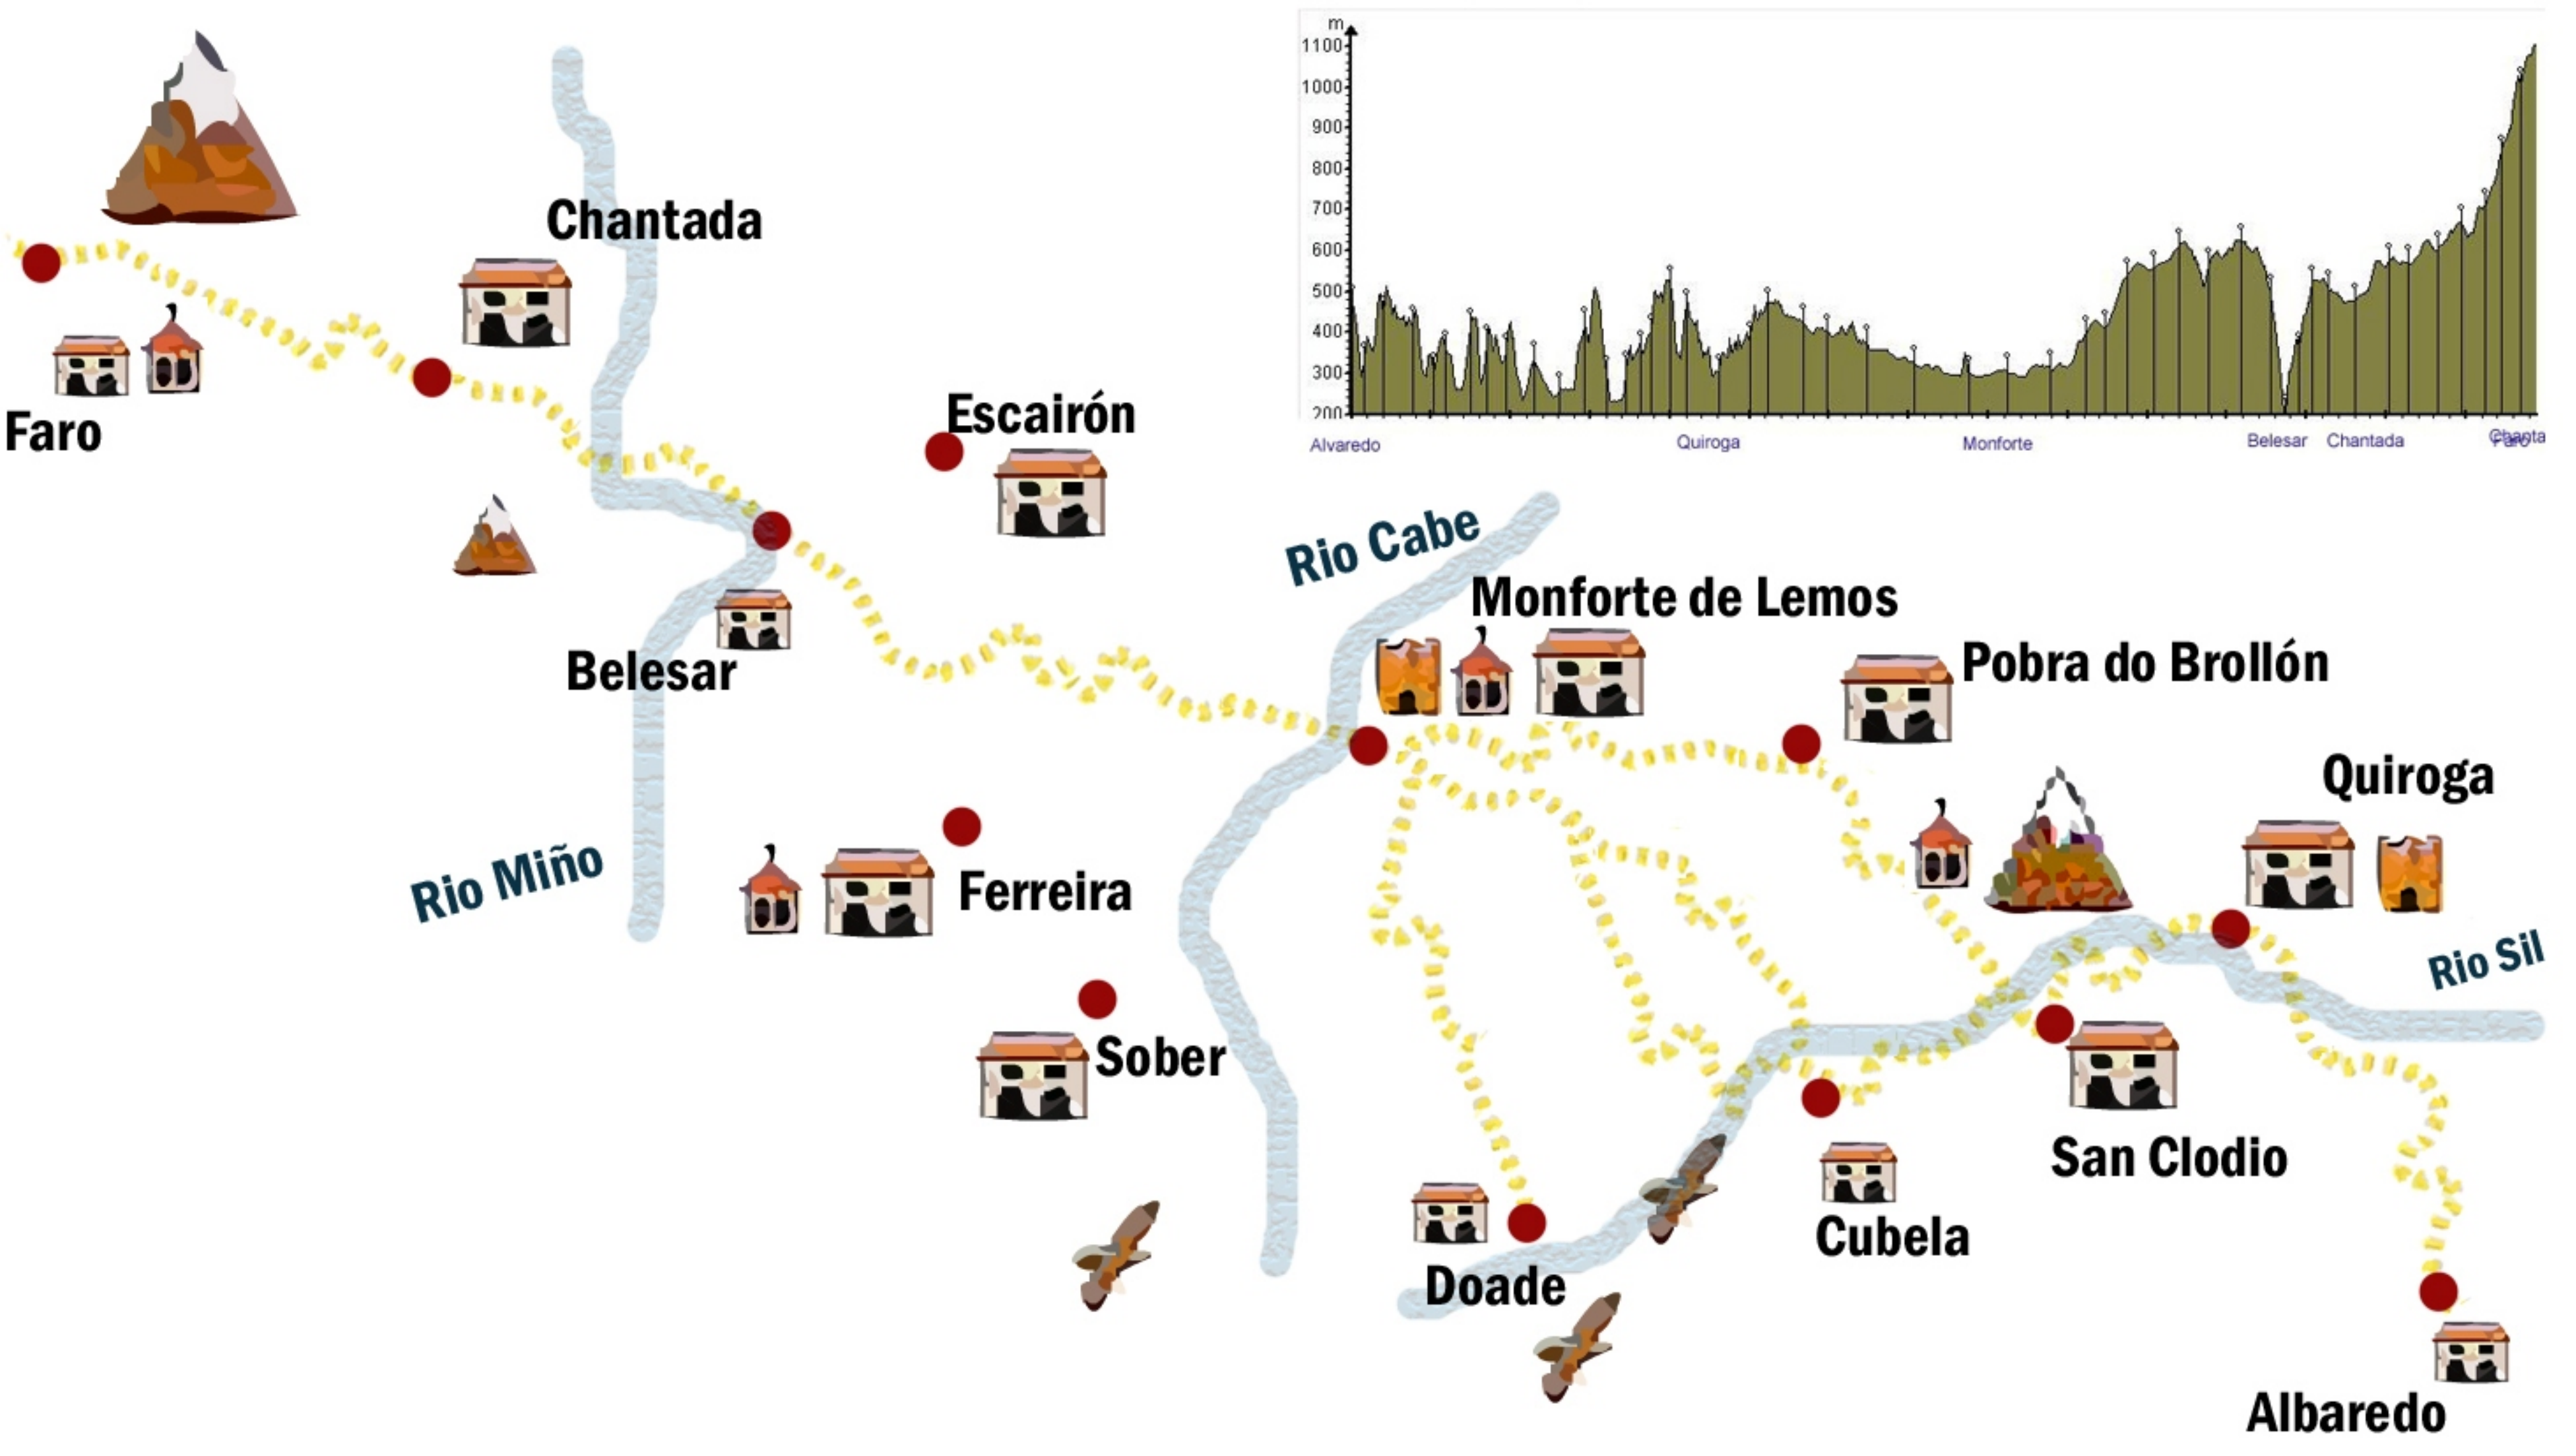 m
1100
1000
900
800
700
600
500
400
300
200
Alvaredo
Quiroga
Monforte
Belesar
Chantada
Chantada
Faro
Escairón
Rio Cabe
Monforte de Lemos
Pobra do Brollón
Belesar
Quiroga
Rio Miño
Ferreira
Rio Sil
Sober
San Clodio
Cubela
Doade
Albaredo